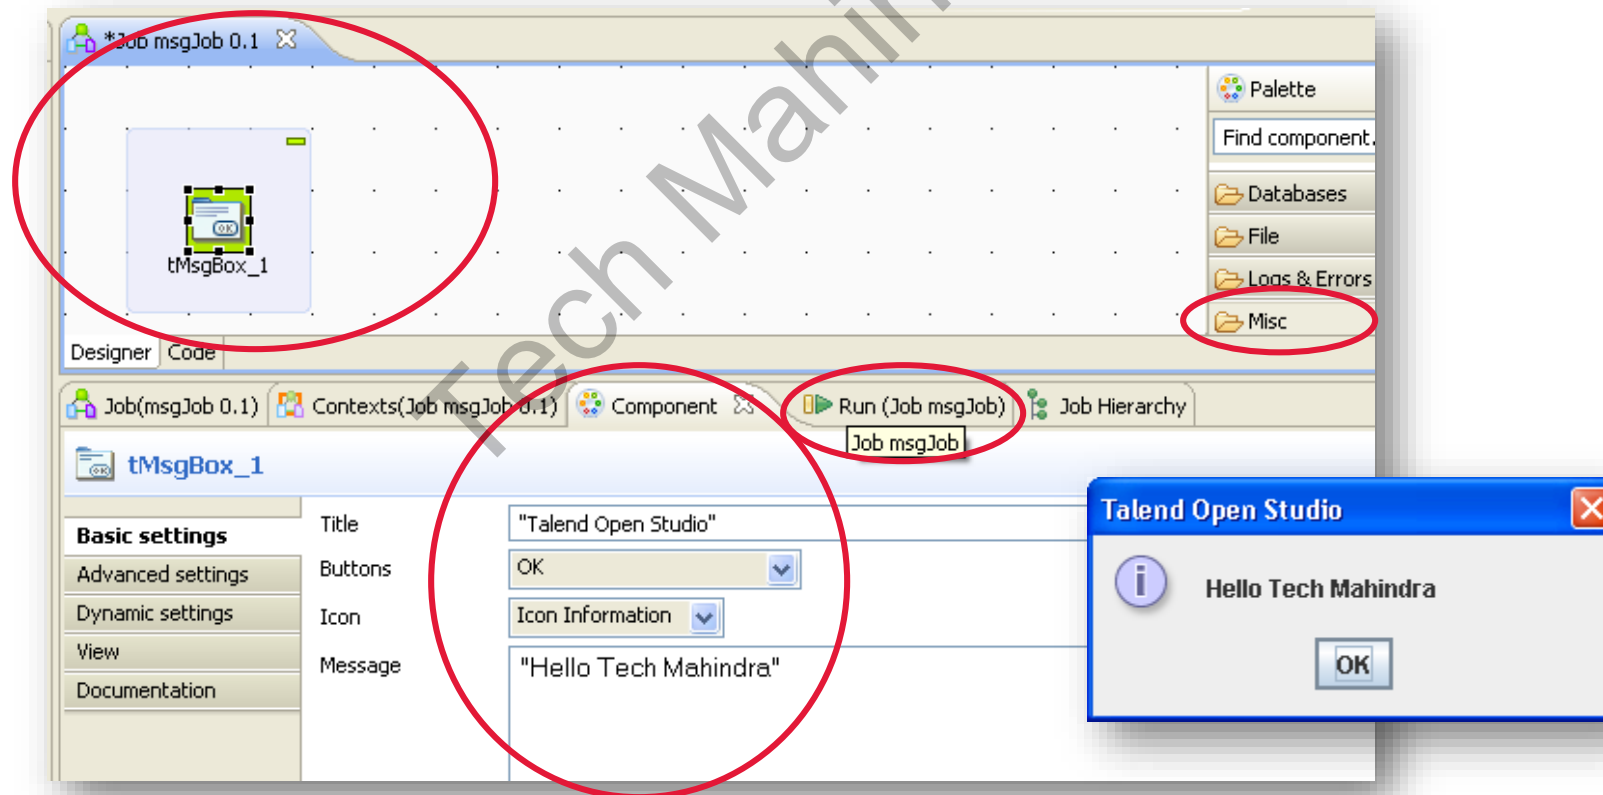 *Job msgJob 0.1
Palette
Find component.
Databases
File
Logs & Errors
Misc
OK
tMsgBox_1
Designer Code
Job(msgJob 0.1) Contexts(Job msgJob 0.1) Component Run (Job msgJob) Job Hierarchy
Job msgJob
tMsgBox_1
Basic settings
Advanced settings
Dynamic settings
View
Documentation
Title "Talend Open Studio"
Buttons OK
Icon Icon Information
Message "Hello Tech Mahindra"
Talend Open Studio
Hello Tech Mahindra
OK
Tech Mahin